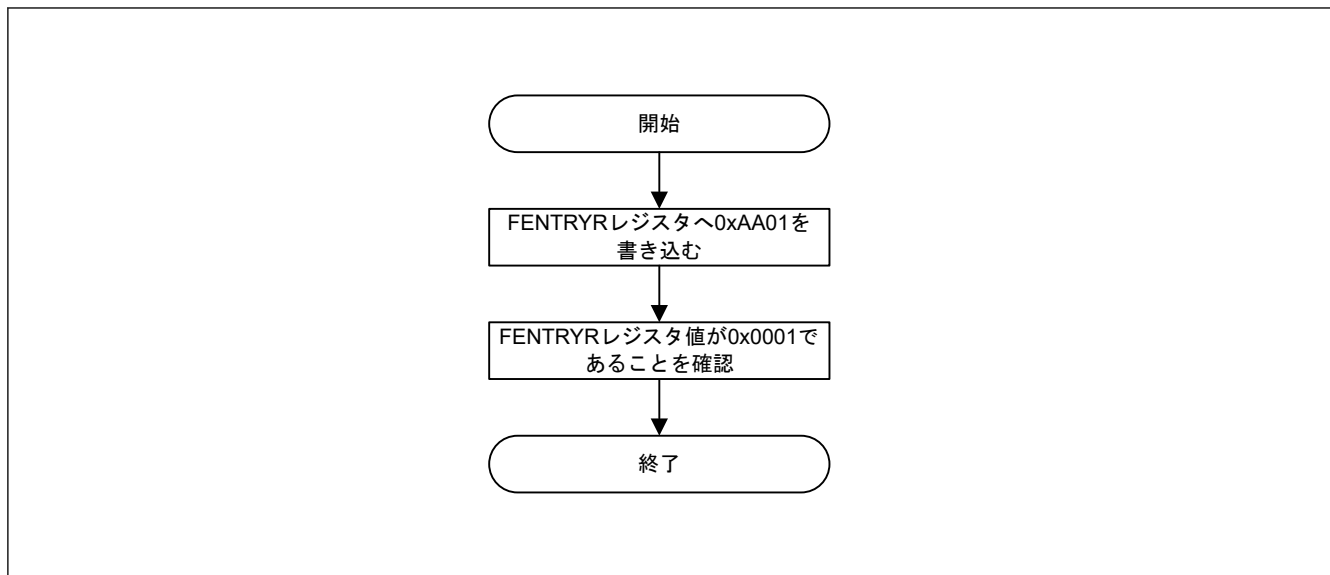 開始
FENTRYRレジスタへ0xAA01を
書き込む
FENTRYRレジスタ値が0x0001で
あることを確認
終了